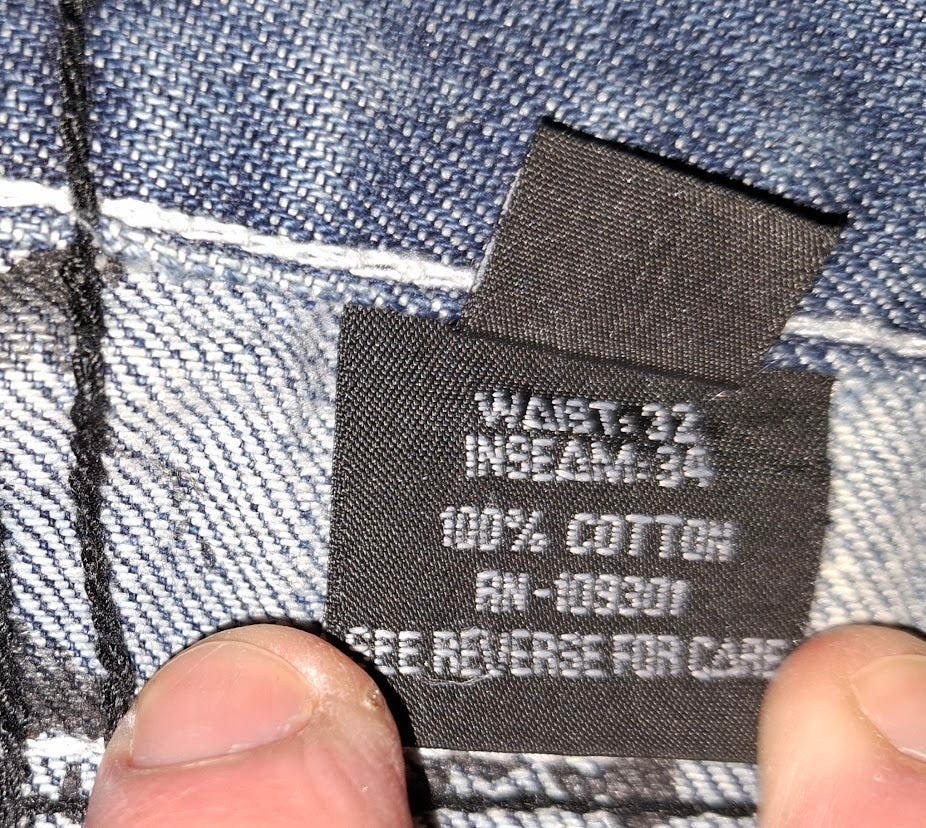 WAIST: 32
INSEAM-34
100% COTTON
RN-109301
SEE REVERSE FOR CARE